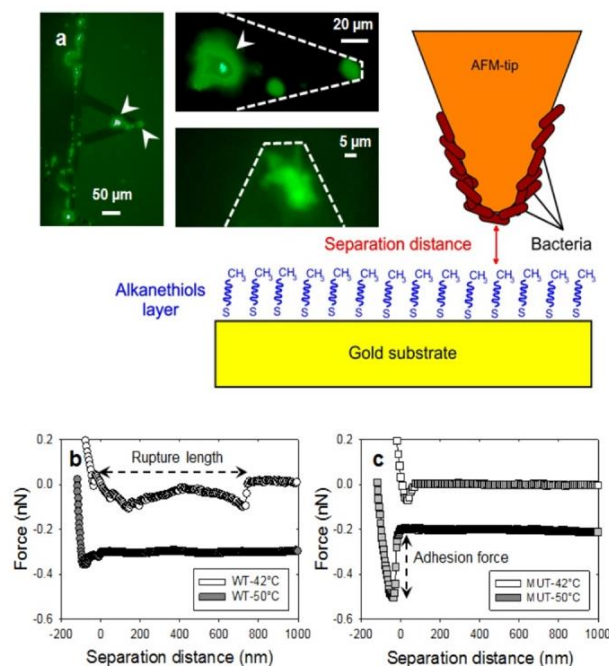 a
20 µm
50 µm
5 µm
AFM-tip
Separation distance
Bacteria
CH3 CH3 CH3 CH3 CH3 CH3 CH3 CH3 CH3 CH3 CH3 CH3 CH3 CH3
Alkanethiols
layer
S S S S S S S S S S S S S S
Gold substrate
b
Rupture length
Force (nN)
0.2
0.0
-0.2
-0.4
-0.6
WT-42°C
WT-50°C
-200 0 200 400 600 800 1000
Separation distance (nm)
c
Adhesion force
Force (nN)
0.2
0.0
-0.2
-0.4
-0.6
MUT-42°C
MUT-50°C
-200 0 200 400 600 800 1000
Separation distance (nm)